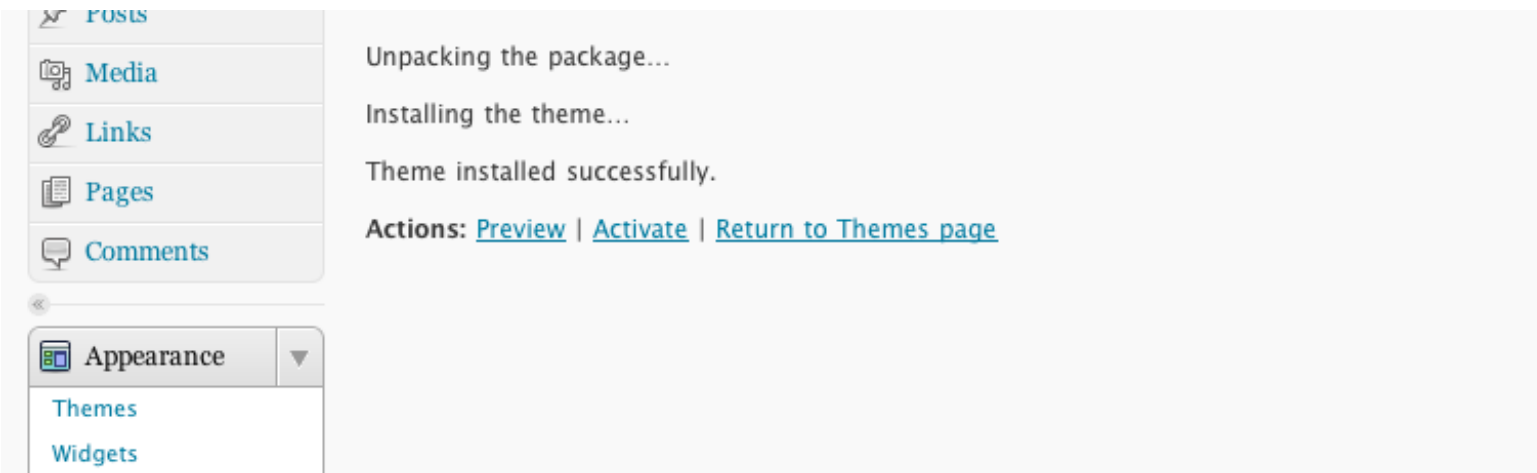 Posts
Media
Links
Pages
Comments
Appearance
Themes
Widgets
Unpacking the package...
Installing the theme...
Theme installed successfully.
Actions: Preview | Activate | Return to Themes page